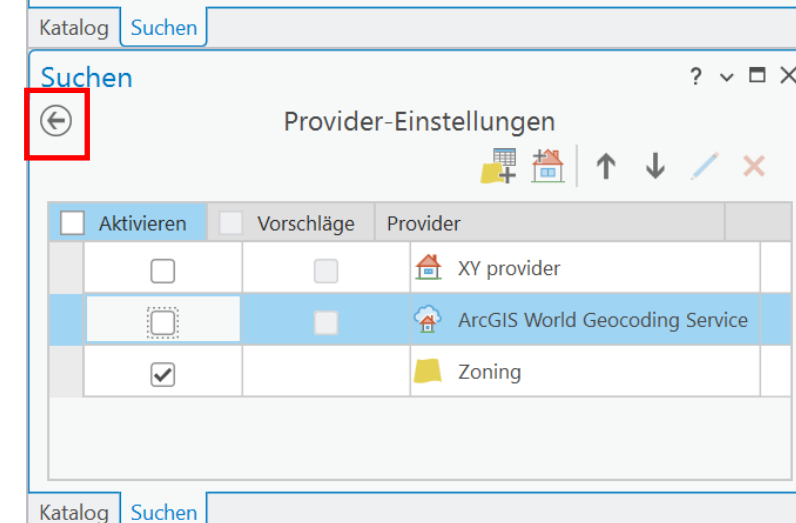 Katalog Suchen
Suchen ?
Provider-Einstellungen
Aktivieren Vorschläge Provider
XY provider
ArcGIS World Geocoding Service
Zoning
Katalog Suchen